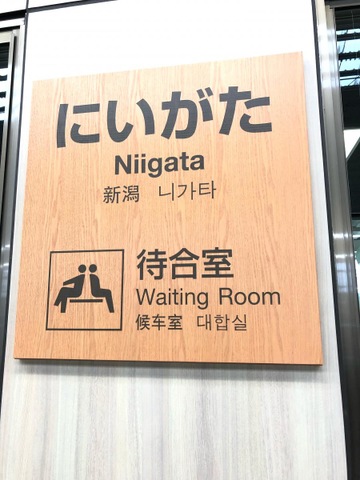 にいがた
Niigata
新潟 니가타
待合室
Waiting Room
候车室 대합실